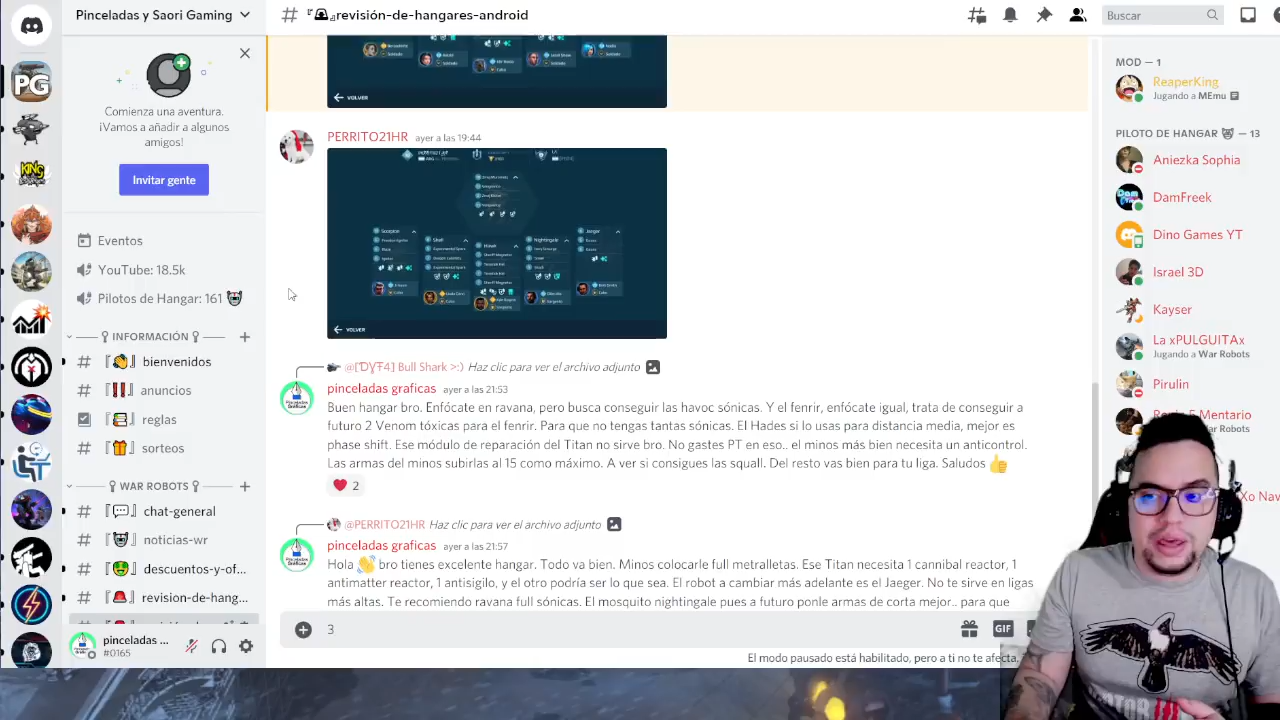 Pinceladas y Saori Gaming
revisión-de-hangares-android
Buscar
Comienza una aventura.
¡Vamos a añadir a algunos
amigos!
Invitar gente
Eventos
YouTube: 18.5k
Pilotos de Hangar: 161
INFORMACIÓN
bienvenidos
anuncios
reglas
sorteos
WAR ROBOTS
chat-general
noticias-wr
descuentos-y-of...
revision-de-hang...
pinceladas ...
#0165
VOLVER
PERRITO21HR ayer a las 19:44
Scorpion
Skoll
Nightingale
Jaeger
VOLVER
Bull Shark >:) Haz clic para ver el archivo adjunto
pinceladas graficas ayer a las 21:53
Buen hangar bro. Enfócate en ravana, pero busca conseguir las havoc sónicas. Y el fenrir, enfócate igual, trata de conseguir a
futuro 2 Venom tóxicas para el fenrir. Para que no tengas tantas sónicas. El Hades si lo usas para distancia media, mejor es
phase shift. Ese módulo de reparación del Titan no sirve bro. No gastes PT en eso.. el minos más bien necesita un anticontrol.
Las armas del minos subirlas al 15 como máximo. A ver si consigues las squall. Del resto vas bien para tu liga. Saludos
2
@PERRITO21HR Haz clic para ver el archivo adjunto
pinceladas graficas ayer a las 21:57
Hola bro tienes excelente hangar. Todo va bien. Minos colocarle full metralletas. Ese Titan necesita 1 cannibal reactor, 1
antimatter reactor, 1 antisigilo, y el otro podría ser lo que sea. El robot a cambiar más adelante es el Jaeger. No te sirve en ligas
más altas. Te recomiendo ravana full sónicas. El mosquito nightingale pues a futuro ponle armas de corta mejor.. para que
3
GIF
El modo pausado está habilitado, pero a ti no te afecta.
MOD — 1
ReaperKing
Jugando a MEmu
PILOTO DE HANGAR — 13
AnieXa Sophia
DamFreek
Dino Games YT
Israel 3D
Kayser
La xPULGUITAx
Jugando a War Robots
Pirulin
Mentario
War Robots
Xo Nav